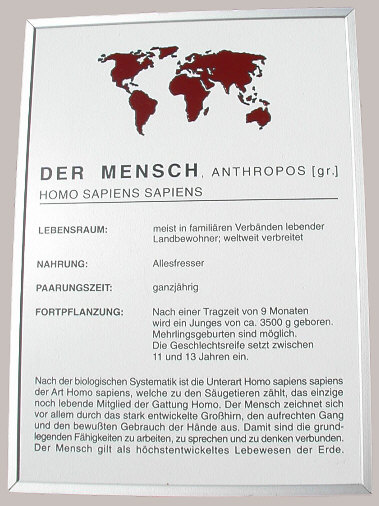 DER MENSCH, ANTHROPOS [gr.]
HOMO SAPIENS SAPIENS
LEBENSRAUM: meist in familiären Verbänden lebender
Landbewohner; weltweit verbreitet
NAHRUNG: Allesfresser
PAARUNGSZEIT: ganzjährig
FORTPFLANZUNG: Nach einer Tragzeit von 9 Monaten
wird ein Junges von ca. 3500 g geboren.
Mehrlingsgeburten sind möglich.
Die Geschlechtsreife setzt zwischen
11 und 13 Jahren ein.
Nach der biologischen Systematik ist die Unterart Homo sapiens sapiens
der Art Homo sapiens, welche zu den Säugetieren zählt, das einzige
noch lebende Mitglied der Gattung Homo. Der Mensch zeichnet sich
vor allem durch das stark entwickelte Großhirn, den aufrechten Gang
und den bewußten Gebrauch der Hände aus. Damit sind die grund-
legenden Fähigkeiten zu arbeiten, zu sprechen und zu denken verbunden.
Der Mensch gilt als höchstentwickeltes Lebewesen der Erde.